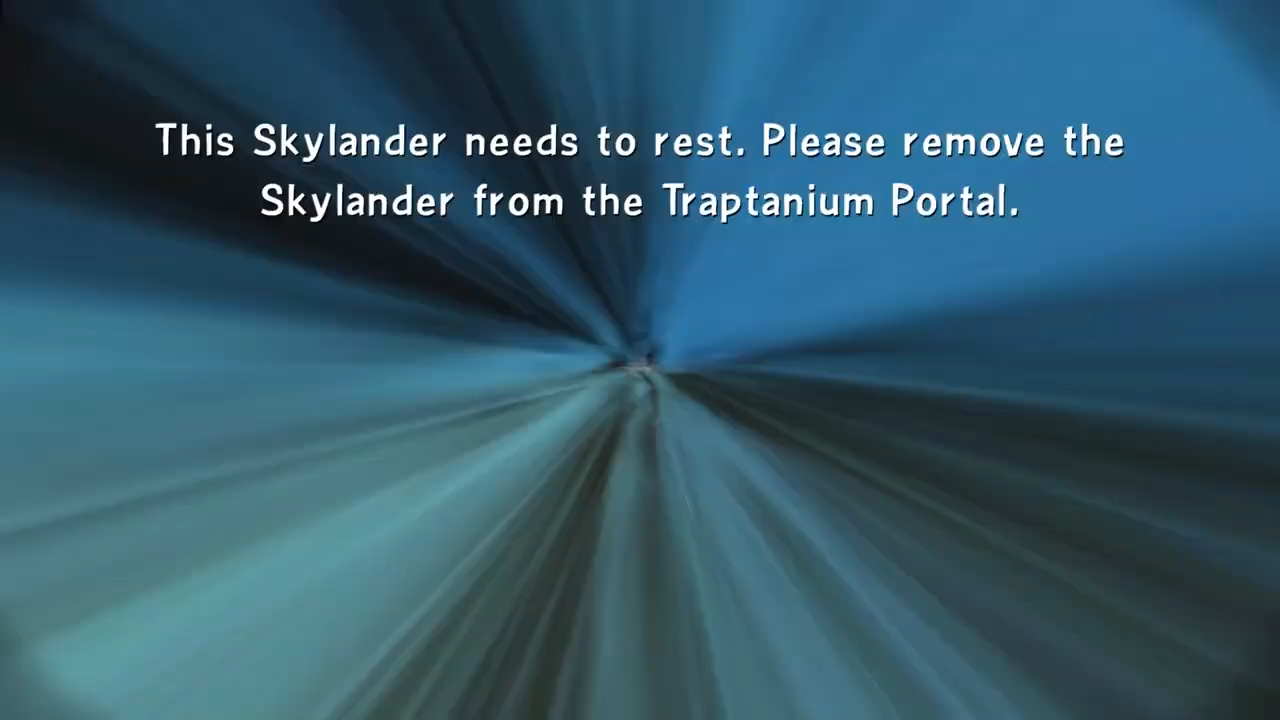 This Skylander needs to rest. Please remove the
Skylander from the Traptanium Portal.